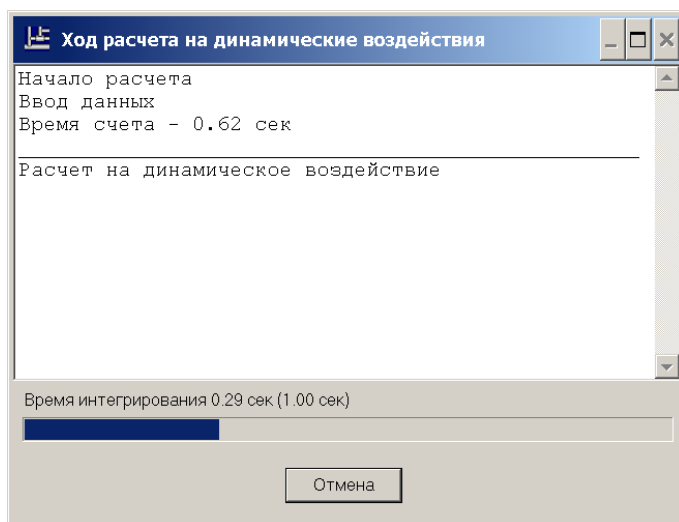 Ход расчета на динамические воздействия
Начало расчета
Ввод данных
Время счета - 0.62 сек
Расчет на динамическое воздействие
Время интегрирования 0.29 сек (1.00 сек)
Отмена